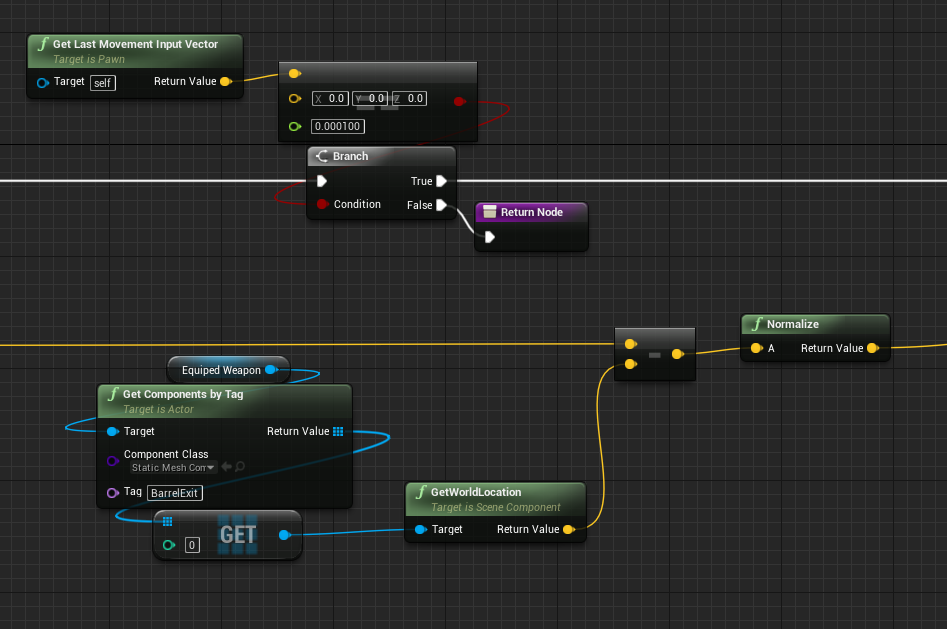 Get Last Movement Input Vector
Target is Pawn
Target self Return Value
X 0.0 Y 0.0 Z 0.0
0.000100
Branch
True
Condition False
Return Node
Normalize
A Return Value
Equiped Weapon
Get Components by Tag
Target is Actor
Target Return Value
Component Class
Static Mesh Com
Tag BarrelExit
GET
0
GetWorldLocation
Target is Scene Component
Target Return Value